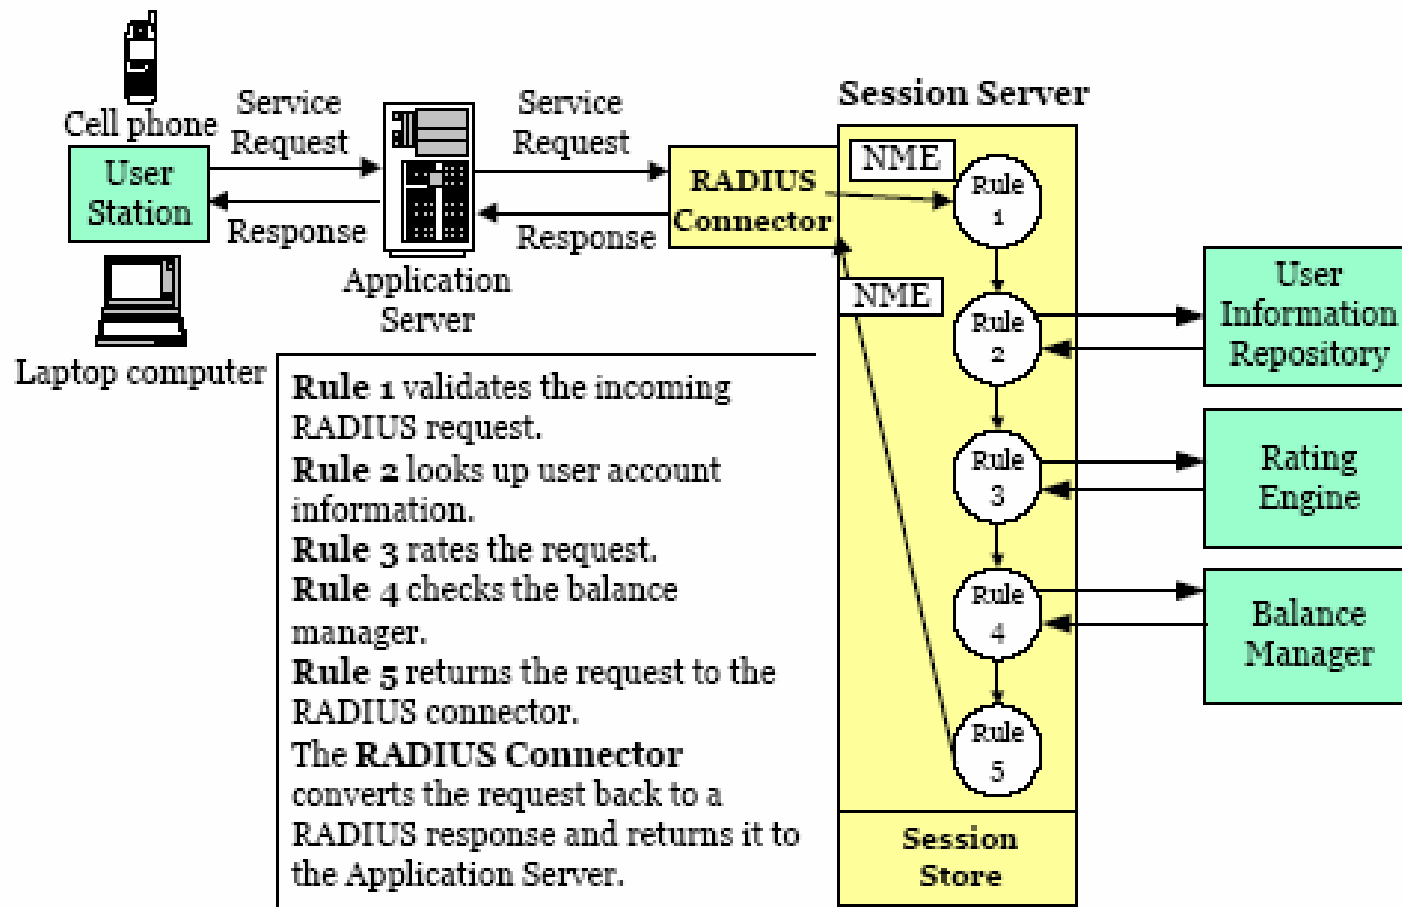 Cell phone
User
Station
Laptop computer
Service
Request
Response
Application
Server
Service
Request
Response
RADIUS
Connector
Session Server
NME
NME
Rule
1
Rule
2
Rule
3
Rule
4
Rule
5
Session
Store
User
Information
Repository
Rating
Engine
Balance
Manager
Rule 1 validates the incoming
RADIUS request.
Rule 2 looks up user account
information.
Rule 3 rates the request.
Rule 4 checks the balance
manager.
Rule 5 returns the request to the
RADIUS connector.
The RADIUS Connector
converts the request back to a
RADIUS response and returns it to
the Application Server.